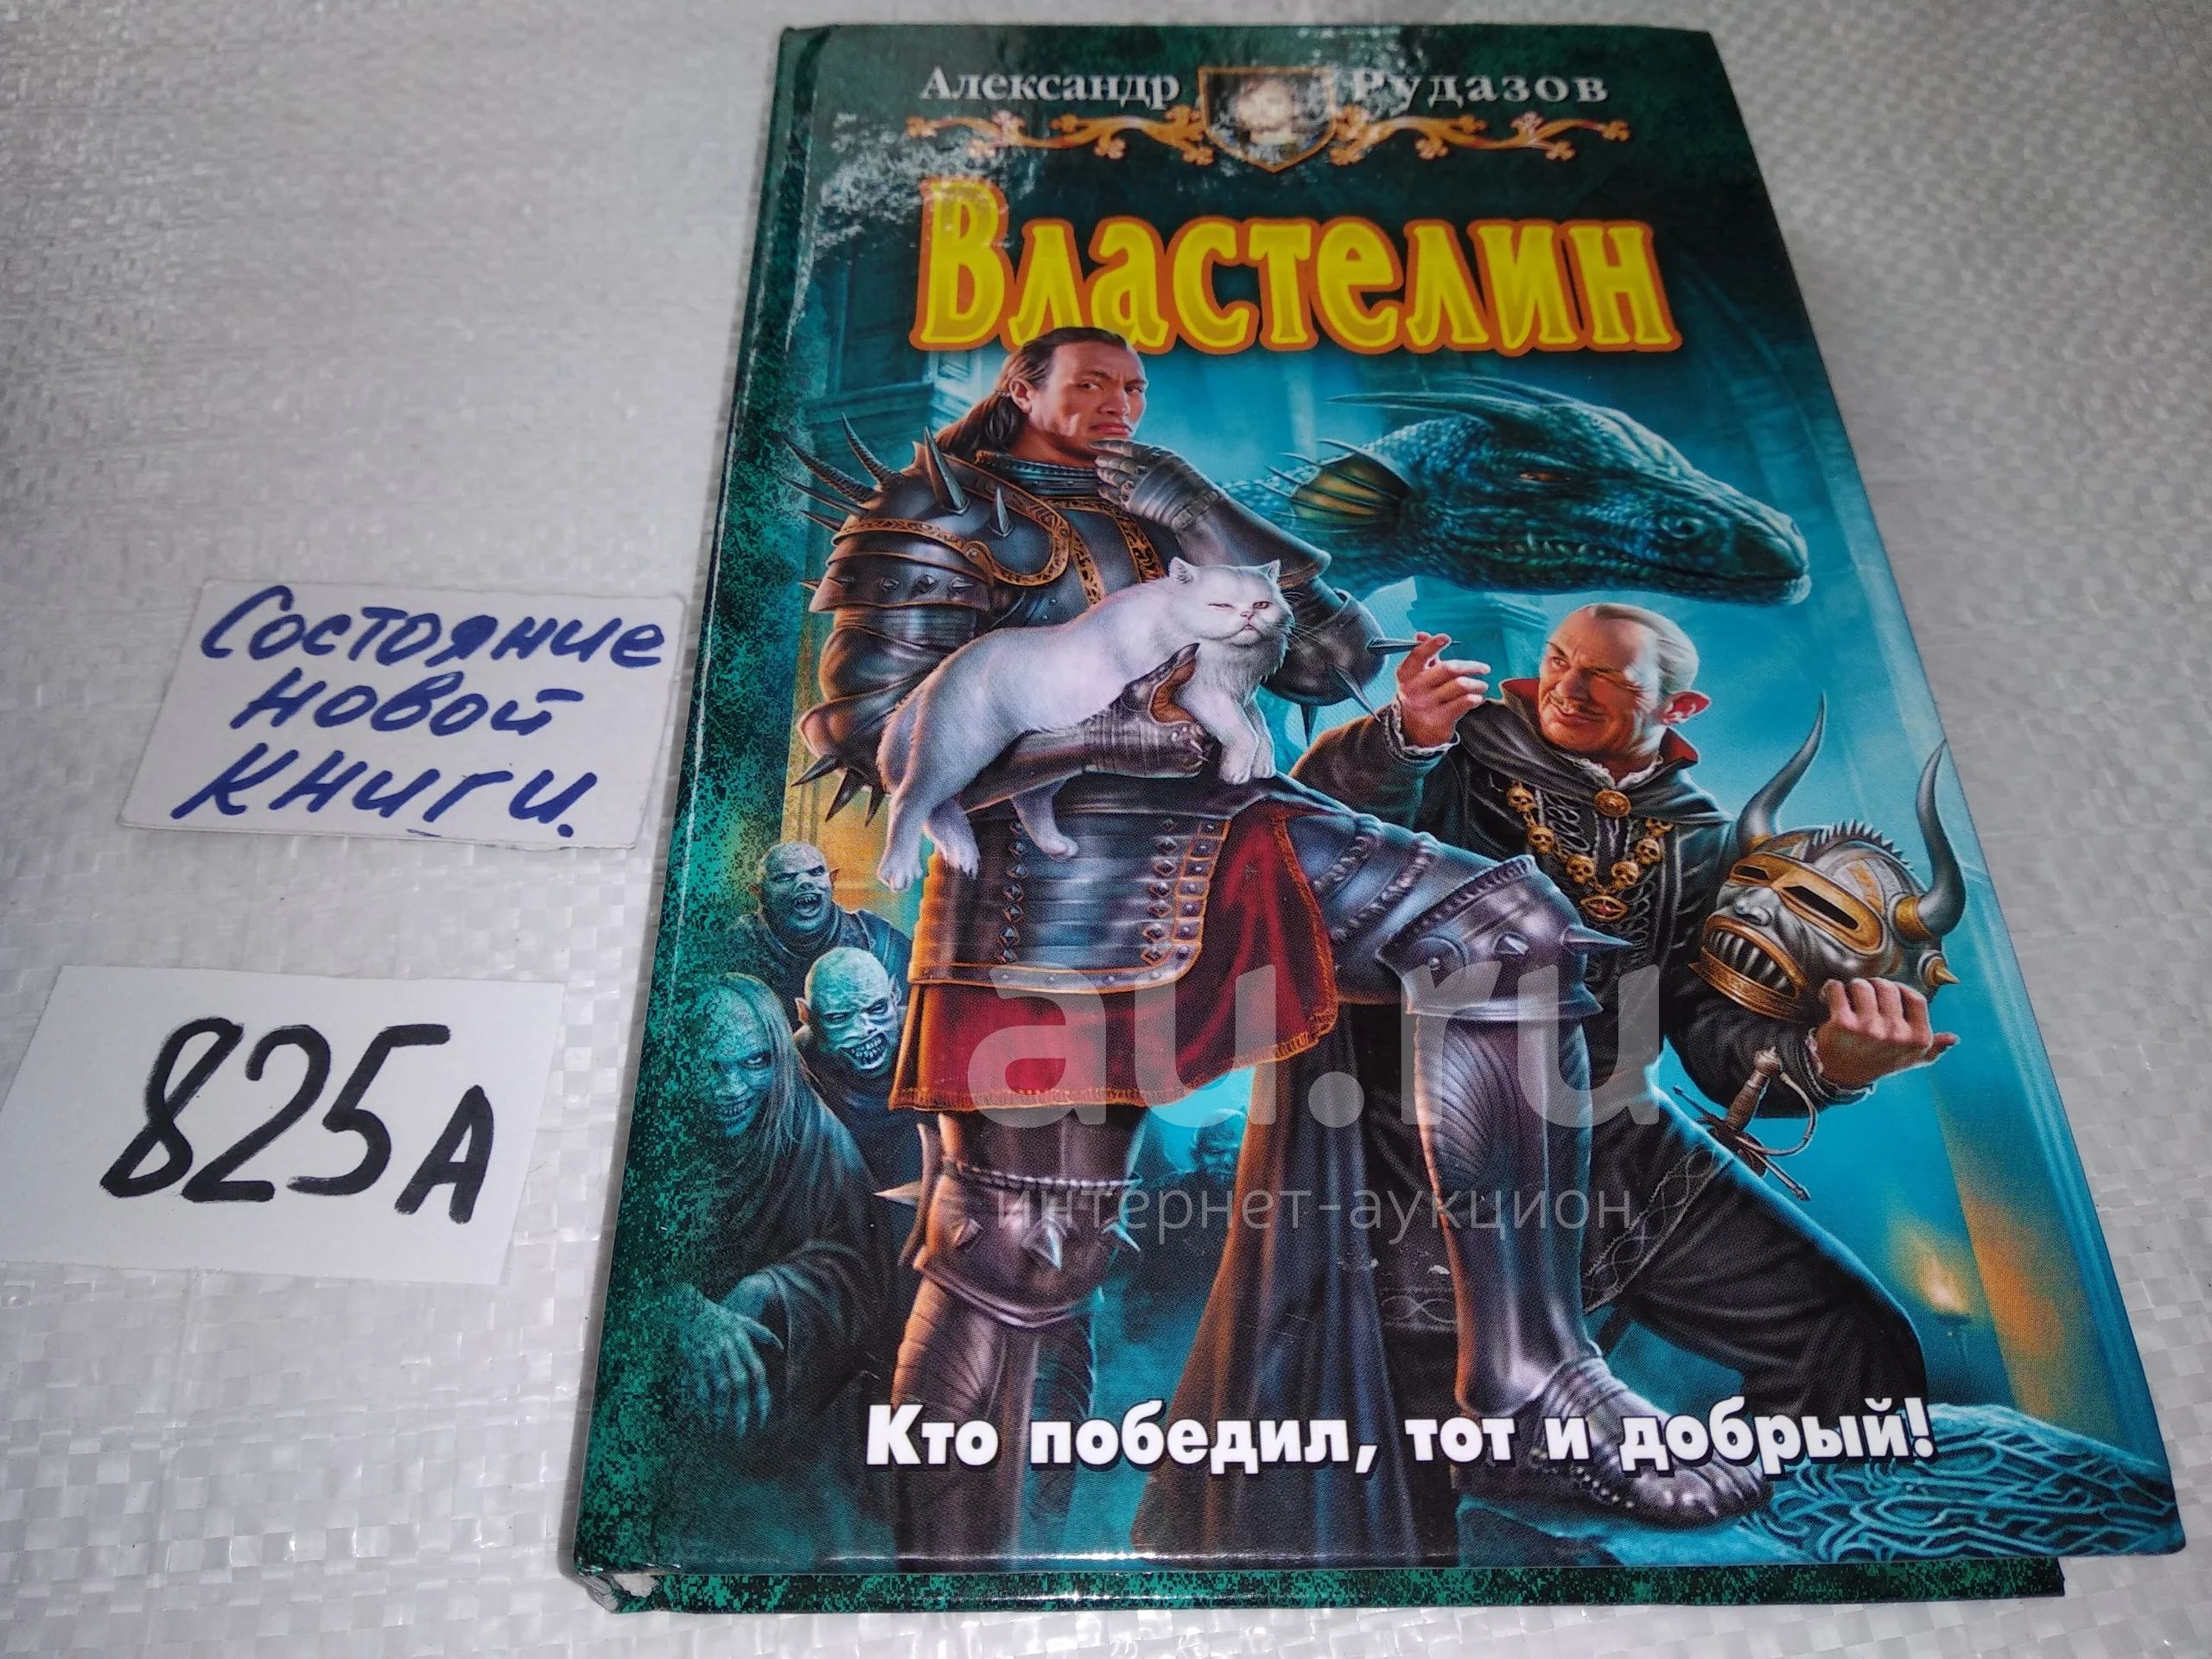 Александр Рудазов
Властелин
Состояние
новой
книги.
825А
au.ru
интернет-аукцион
Кто победил, тот и добрый!